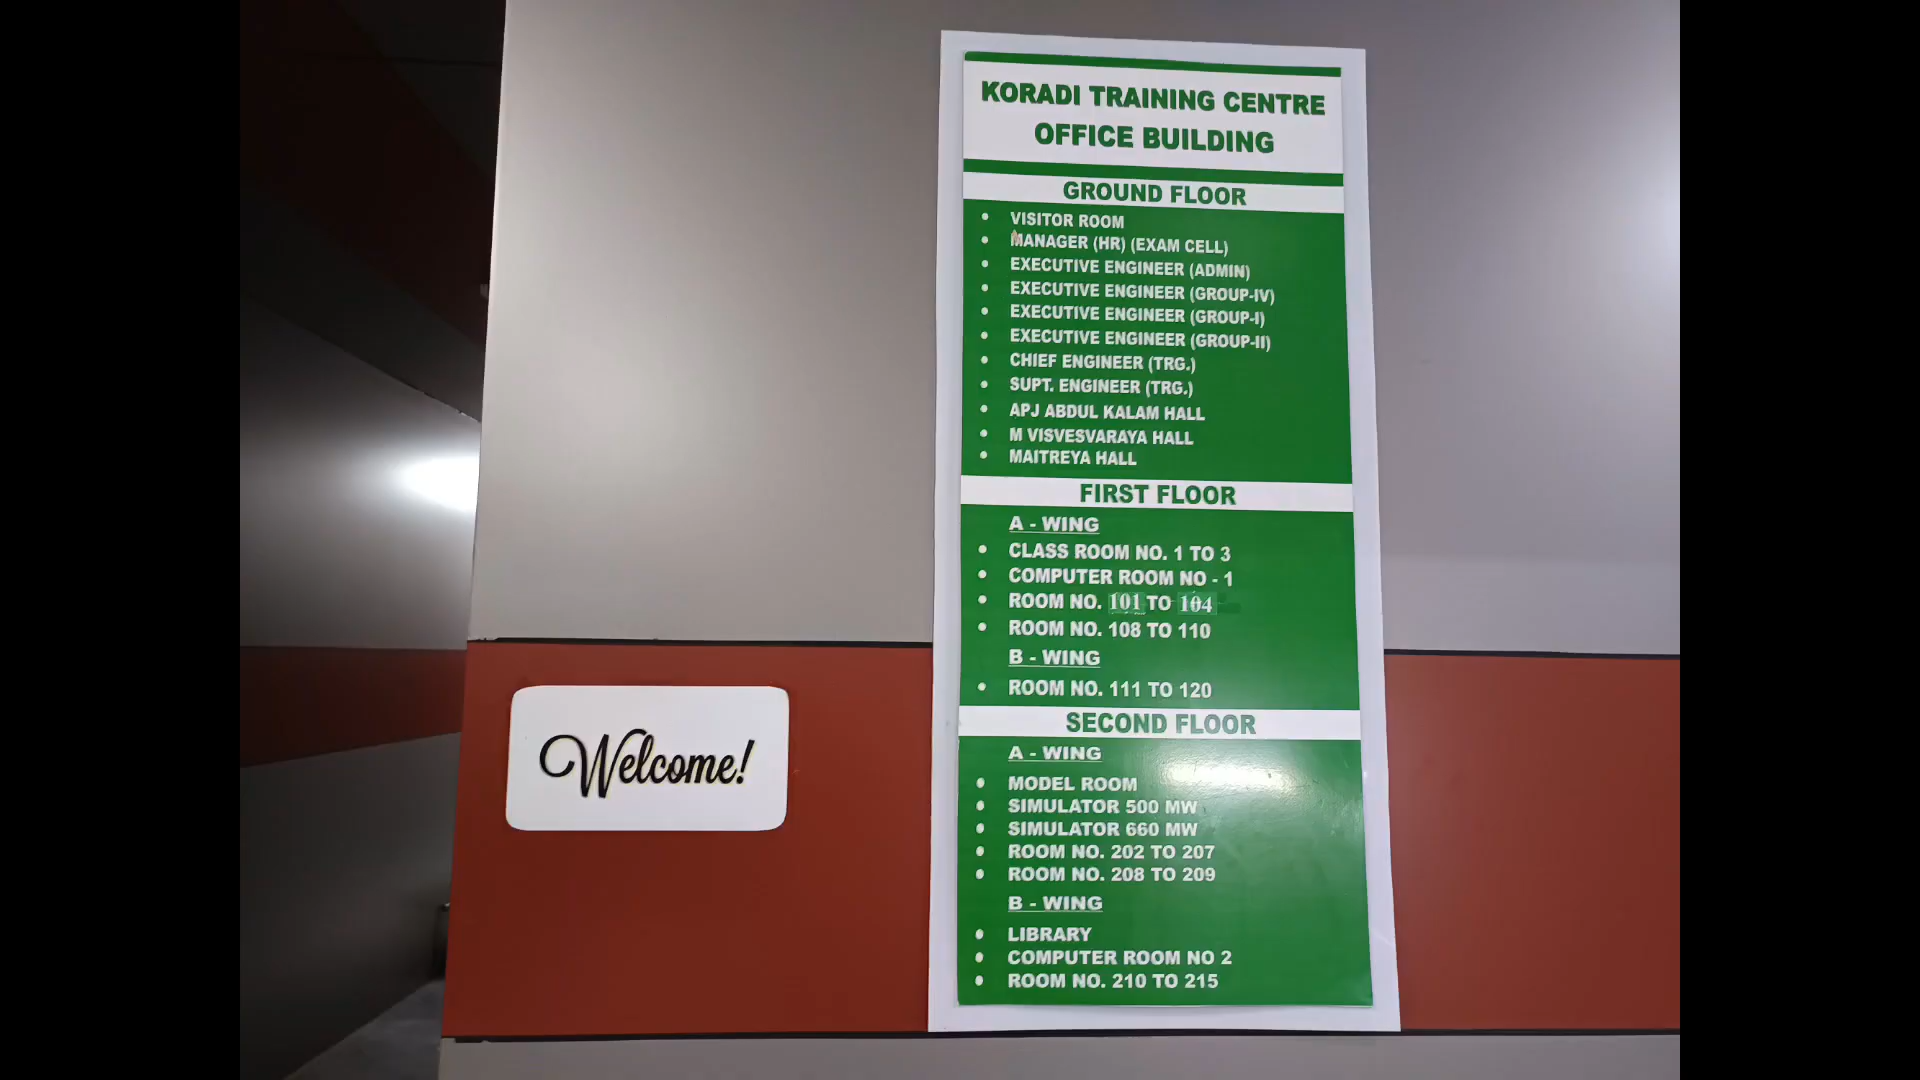 KORADI TRAINING CENTRE
OFFICE BUILDING
GROUND FLOOR
• VISITOR ROOM
• MANAGER (HR) (EXAM CELL)
• EXECUTIVE ENGINEER (ADMIN)
• EXECUTIVE ENGINEER (GROUP-IV)
• EXECUTIVE ENGINEER (GROUP-I)
• EXECUTIVE ENGINEER (GROUP-II)
• CHIEF ENGINEER (TRG.)
• SUPT. ENGINEER (TRG.)
• APJ ABDUL KALAM HALL
• M VISVESVARAYA HALL
• MAITREYA HALL
FIRST FLOOR
A - WING
• CLASS ROOM NO. 1 TO 3
• COMPUTER ROOM NO - 1
• ROOM NO. 101 TO 104
• ROOM NO. 108 TO 110
B - WING
• ROOM NO. 111 TO 120
SECOND FLOOR
A - WING
• MODEL ROOM
• SIMULATOR 500 MW
• SIMULATOR 660 MW
• ROOM NO. 202 TO 207
• ROOM NO. 208 TO 209
B - WING
• LIBRARY
• COMPUTER ROOM NO 2
• ROOM NO. 210 TO 215
Welcome!